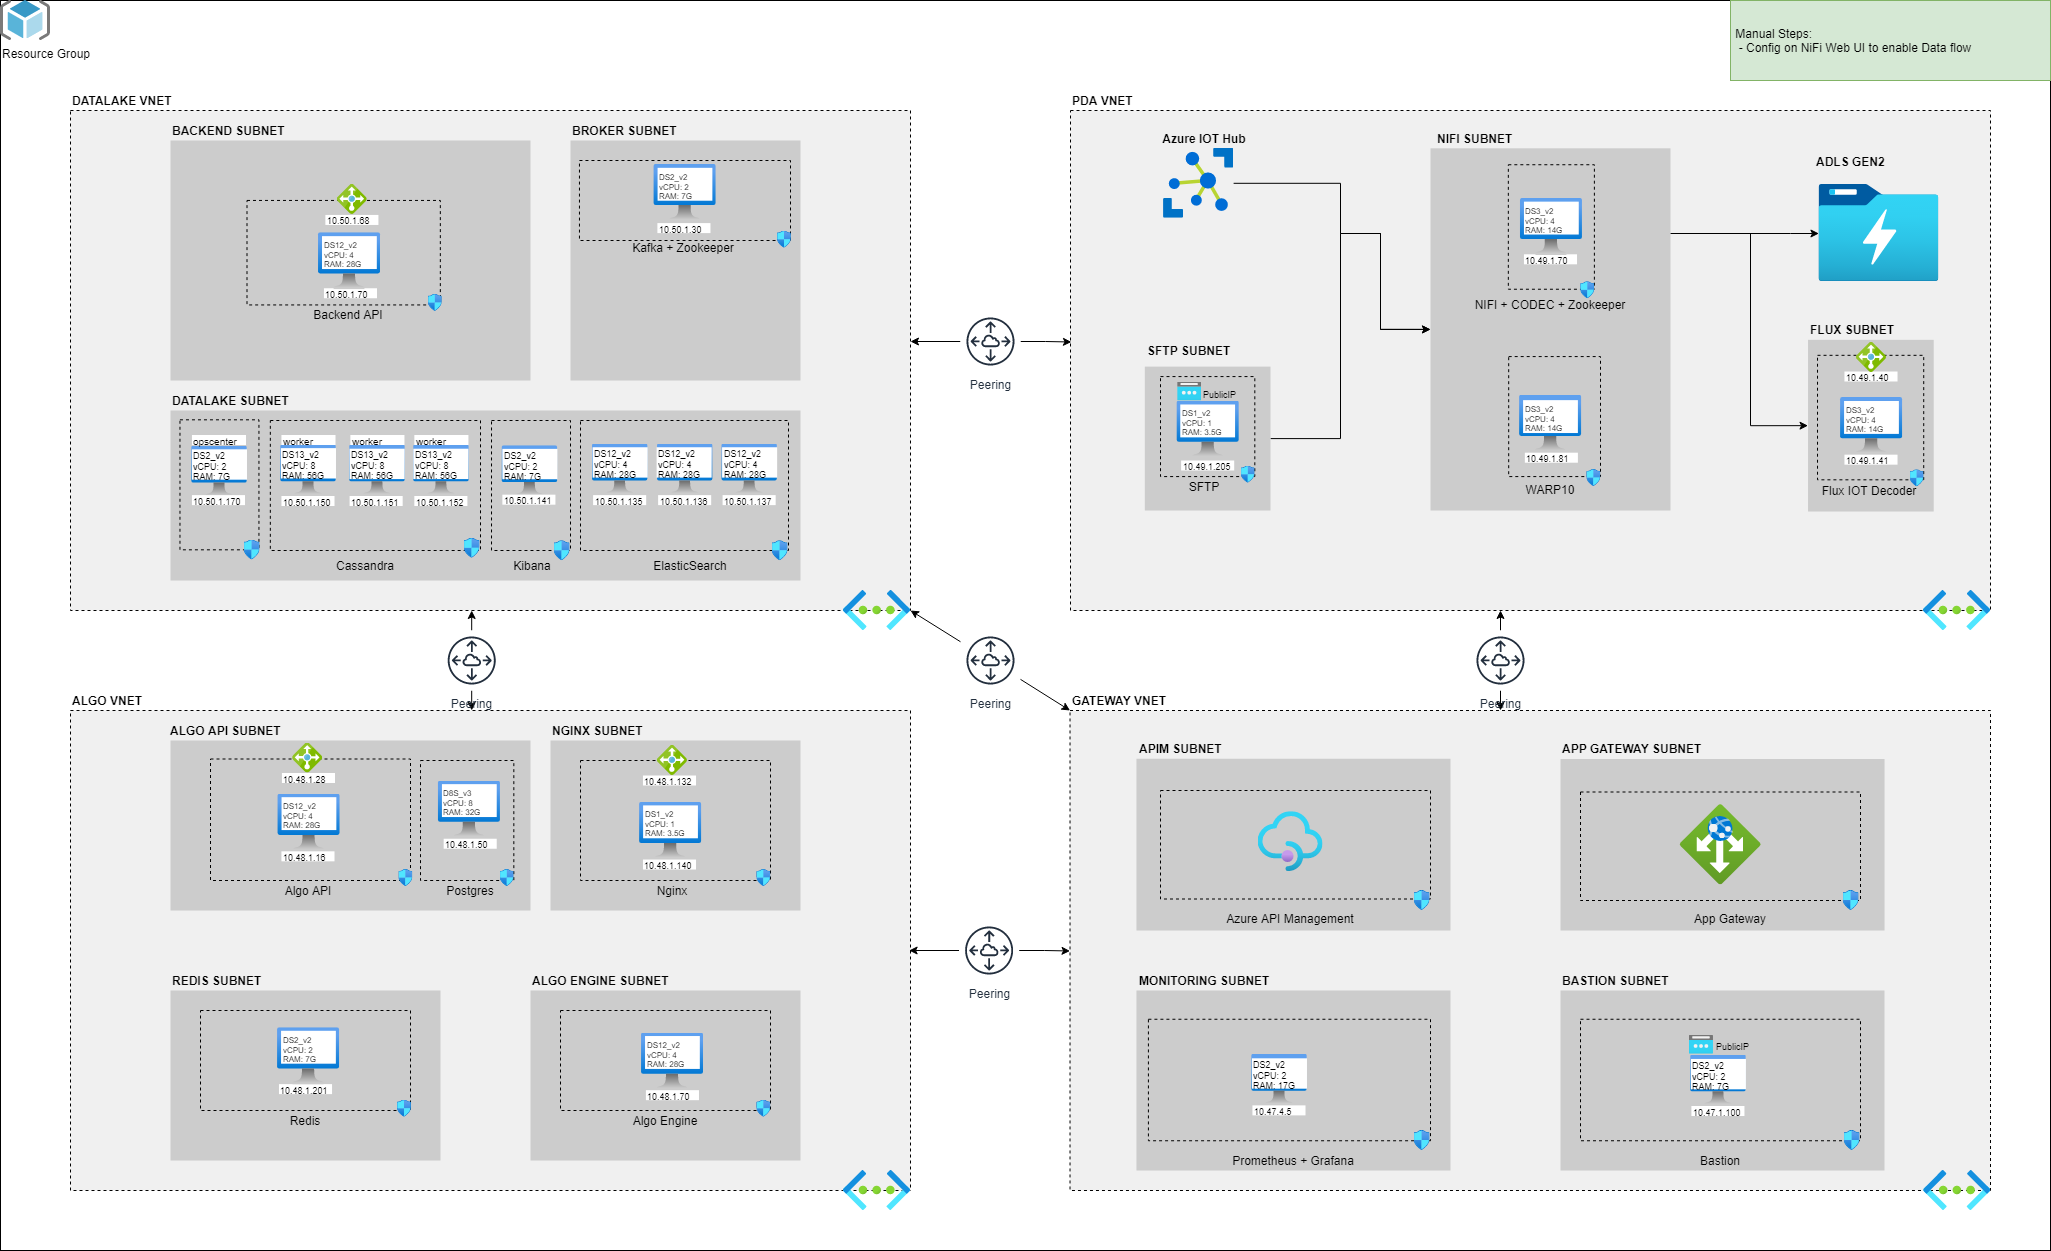 Resource Group
Manual Steps:
- Config on NiFi Web UI to enable Data flow
DATALAKE VNET
BACKEND SUBNET
10.50.1.68
DS12_v2
vCPU: 4
RAM: 28G
10.50.1.70
Backend API
BROKER SUBNET
DS2_v2
vCPU: 2
RAM: 7G
10.50.1.30
Kafka + Zookeeper
DATALAKE SUBNET
opscenter
DS2_v2
vCPU: 2
RAM: 7G
10.50.1.170
worker
DS13_v2
vCPU: 8
RAM: 56G
10.50.1.150
worker
DS13_v2
vCPU: 8
RAM: 56G
10.50.1.151
worker
DS13_v2
vCPU: 8
RAM: 56G
10.50.1.152
Cassandra
DS2_v2
vCPU: 2
RAM: 7G
10.50.1.141
Kibana
DS12_v2
vCPU: 4
RAM: 28G
10.50.1.135
DS12_v2
vCPU: 4
RAM: 28G
10.50.1.136
DS12_v2
vCPU: 4
RAM: 28G
10.50.1.137
ElasticSearch
Peering
PDA VNET
Azure IOT Hub
SFTP SUBNET
PublicIP
DS1_v2
vCPU: 1
RAM: 3.5G
10.49.1.205
SFTP
NIFI SUBNET
DS3_v2
vCPU: 4
RAM: 14G
10.49.1.70
NIFI + CODEC + Zookeeper
DS3_v2
vCPU: 4
RAM: 14G
10.49.1.81
WARP10
ADLS GEN2
FLUX SUBNET
10.49.1.40
DS3_v2
vCPU: 4
RAM: 14G
10.49.1.41
Flux IOT Decoder
Peering
Peering
Peering
ALGO VNET
ALGO API SUBNET
10.48.1.28
DS12_v2
vCPU: 4
RAM: 28G
10.48.1.16
Algo API
D8S_v3
vCPU: 8
RAM: 32G
10.48.1.50
Postgres
NGINX SUBNET
10.48.1.132
DS1_v2
vCPU: 1
RAM: 3.5G
10.48.1.140
Nginx
REDIS SUBNET
DS2_v2
vCPU: 2
RAM: 7G
10.48.1.201
Redis
ALGO ENGINE SUBNET
DS12_v2
vCPU: 4
RAM: 28G
10.48.1.70
Algo Engine
Peering
GATEWAY VNET
APIM SUBNET
Azure API Management
APP GATEWAY SUBNET
App Gateway
MONITORING SUBNET
DS2_v2
vCPU: 2
RAM: 17G
10.47.4.5
Prometheus + Grafana
BASTION SUBNET
PublicIP
DS2_v2
vCPU: 2
RAM: 7G
10.47.1.100
Bastion